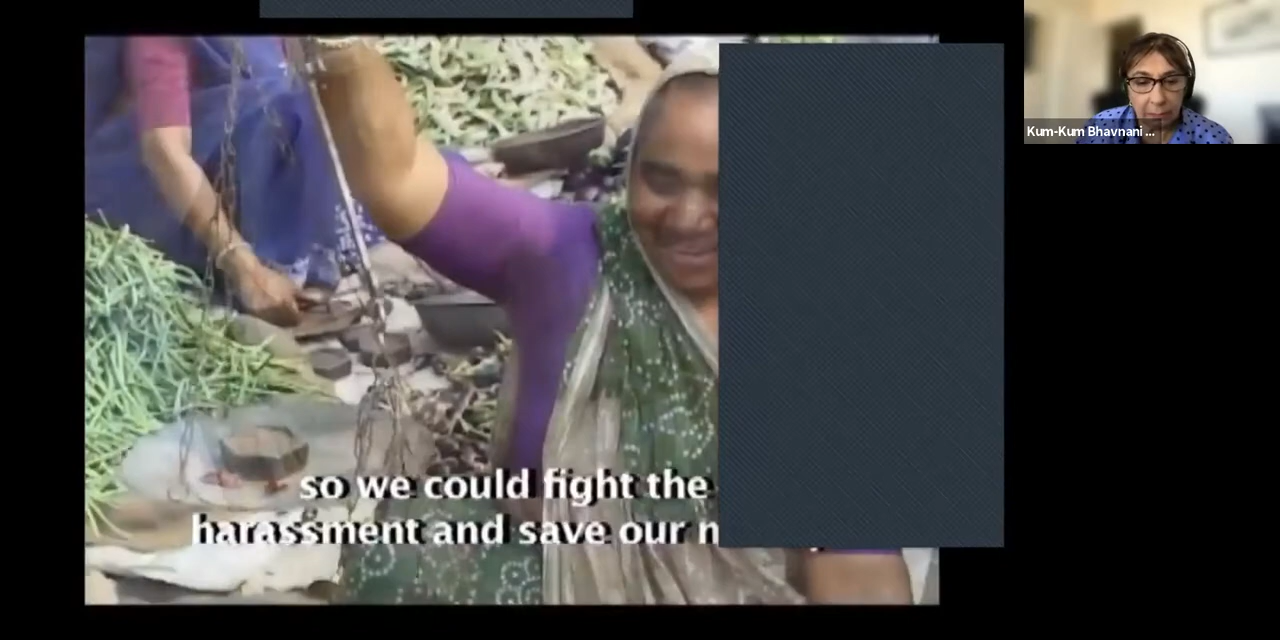 Kum-Kum Bhavnani ...
so we could fight the
harassment and save our